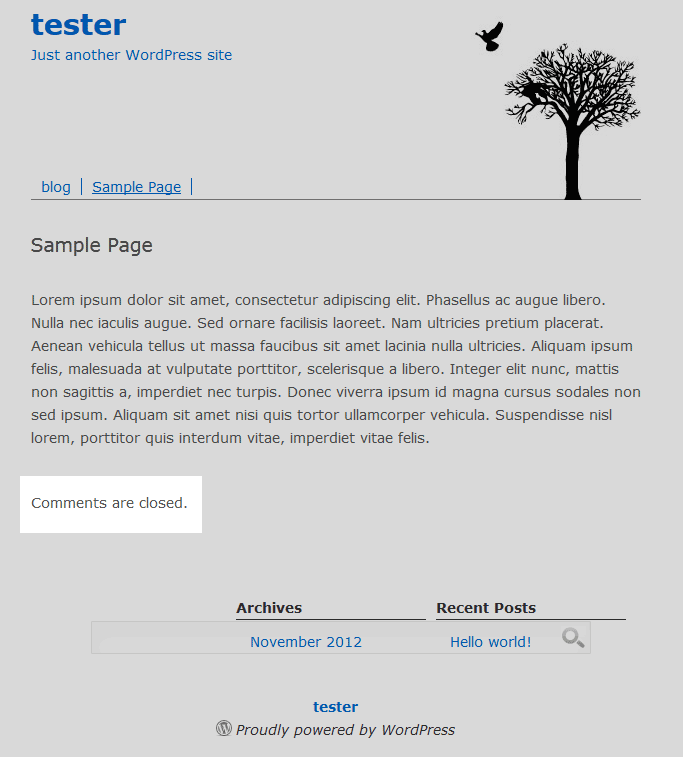 tester
Just another WordPress site
blog
Sample Page
Sample Page
Lorem ipsum dolor sit amet, consectetur adipiscing elit. Phasellus ac augue libero.
Nulla nec iaculis augue. Sed ornare facilisis laoreet. Nam ultricies pretium placerat.
Aenean vehicula tellus ut massa faucibus sit amet lacinia nulla ultricies. Aliquam ipsum
felis, malesuada at vulputate porttitor, scelerisque a libero. Integer elit nunc, mattis
non sagittis a, imperdiet nec turpis. Donec viverra ipsum id magna cursus sodales non
sed ipsum. Aliquam sit amet nisi quis tortor ullamcorper vehicula. Suspendisse nisl
lorem, porttitor quis interdum vitae, imperdiet vitae felis.
Comments are closed.
Archives
November 2012
Recent Posts
Hello world!
tester
Proudly powered by WordPress